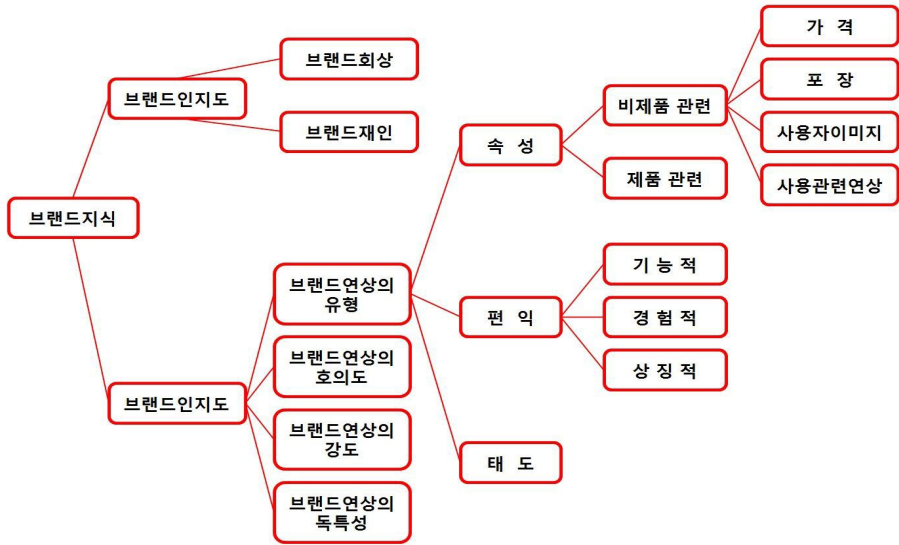 브랜드지식
브랜드인지도
브랜드회상
브랜드재인
브랜드인지도
브랜드연상의
유형
브랜드연상의
호의도
브랜드연상의
강도
브랜드연상의
독특성
속 성
비제품 관련
가 격
포 장
사용자이미지
사용관련연상
제품 관련
편 익
기 능 적
경 험 적
상 징 적
태 도